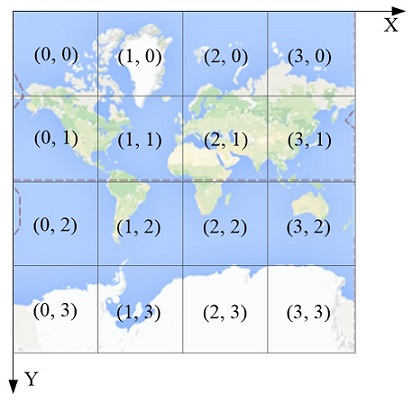 X
(0, 0) (1, 0) (2, 0) (3, 0)
(0, 1) (1, 1) (2, 1) (3, 1)
(0, 2) (1, 2) (2, 2) (3, 2)
(0, 3) (1, 3) (2, 3) (3, 3)
Y